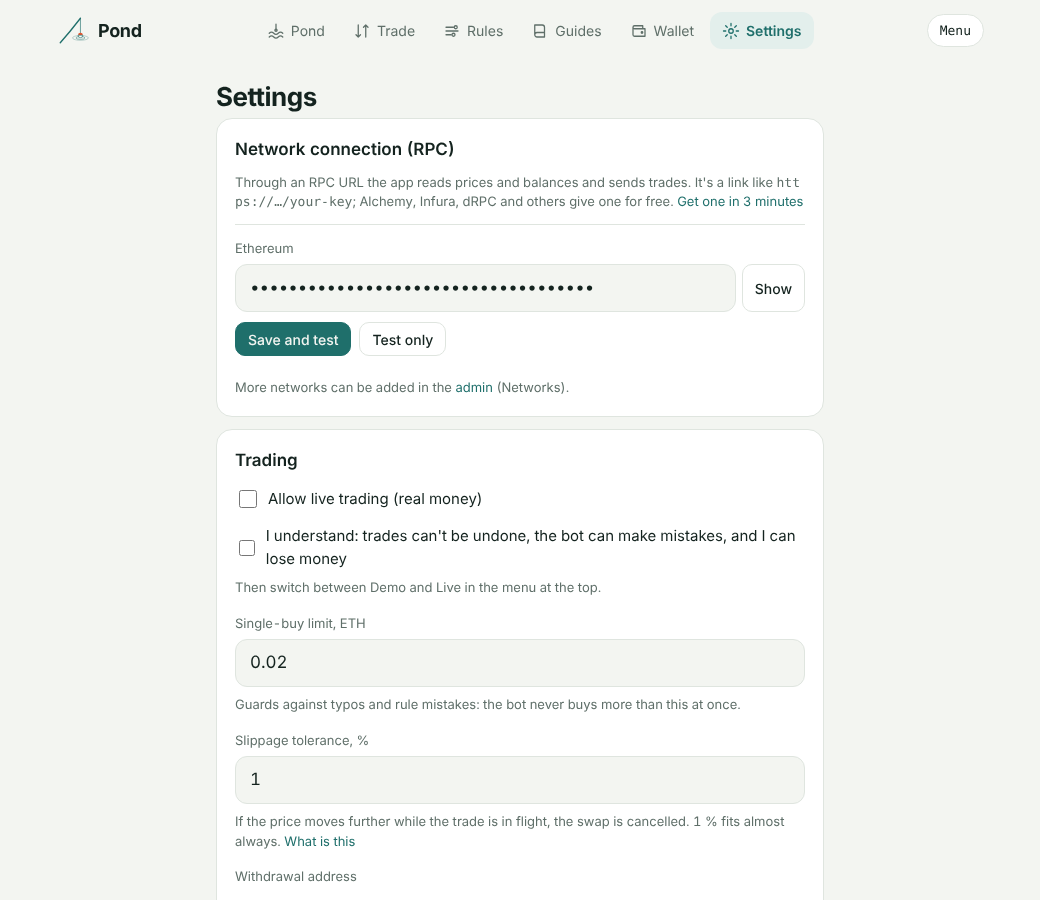 Pond
Pond
Trade
Rules
Guides
Wallet
Settings
Menu
Settings
Network connection (RPC)
Through an RPC URL the app reads prices and balances and sends trades. It's a link like htt
ps://…/your-key; Alchemy, Infura, dRPC and others give one for free. Get one in 3 minutes
Ethereum
••••••••••••••••••••••••••••••••••••
Show
Save and test
Test only
More networks can be added in the admin (Networks).
Trading
Allow live trading (real money)
I understand: trades can't be undone, the bot can make mistakes, and I can
lose money
Then switch between Demo and Live in the menu at the top.
Single-buy limit, ETH
0.02
Guards against typos and rule mistakes: the bot never buys more than this at once.
Slippage tolerance, %
1
If the price moves further while the trade is in flight, the swap is cancelled. 1 % fits almost
always. What is this
Withdrawal address